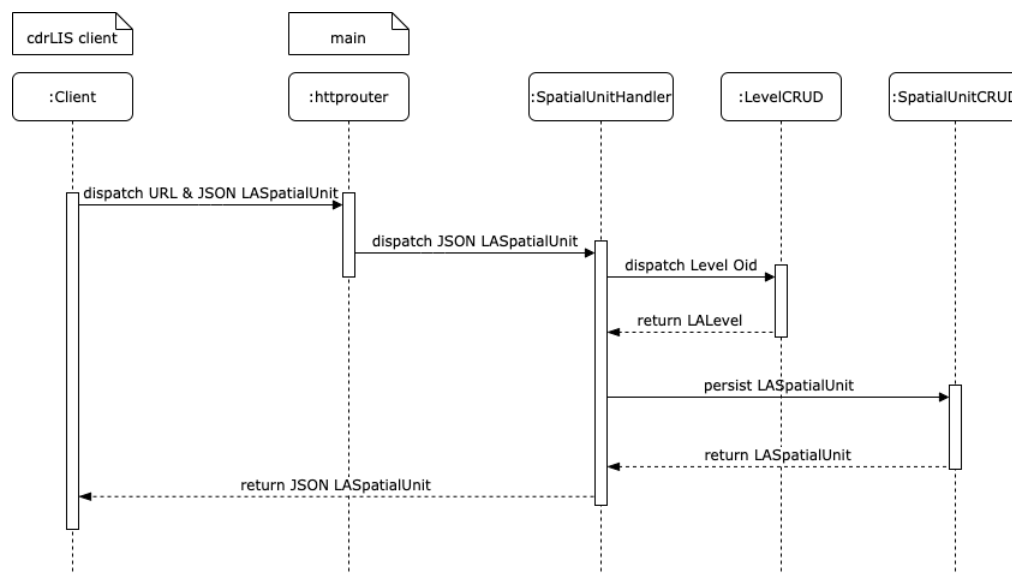 cdrLIS client
main
:Client
:httprouter
:SpatialUnitHandler
:LevelCRUD
:SpatialUnitCRUD
dispatch URL & JSON LASpatialUnit
dispatch JSON LASpatialUnit
dispatch Level Oid
return LALevel
persist LASpatialUnit
return LASpatialUnit
return JSON LASpatialUnit